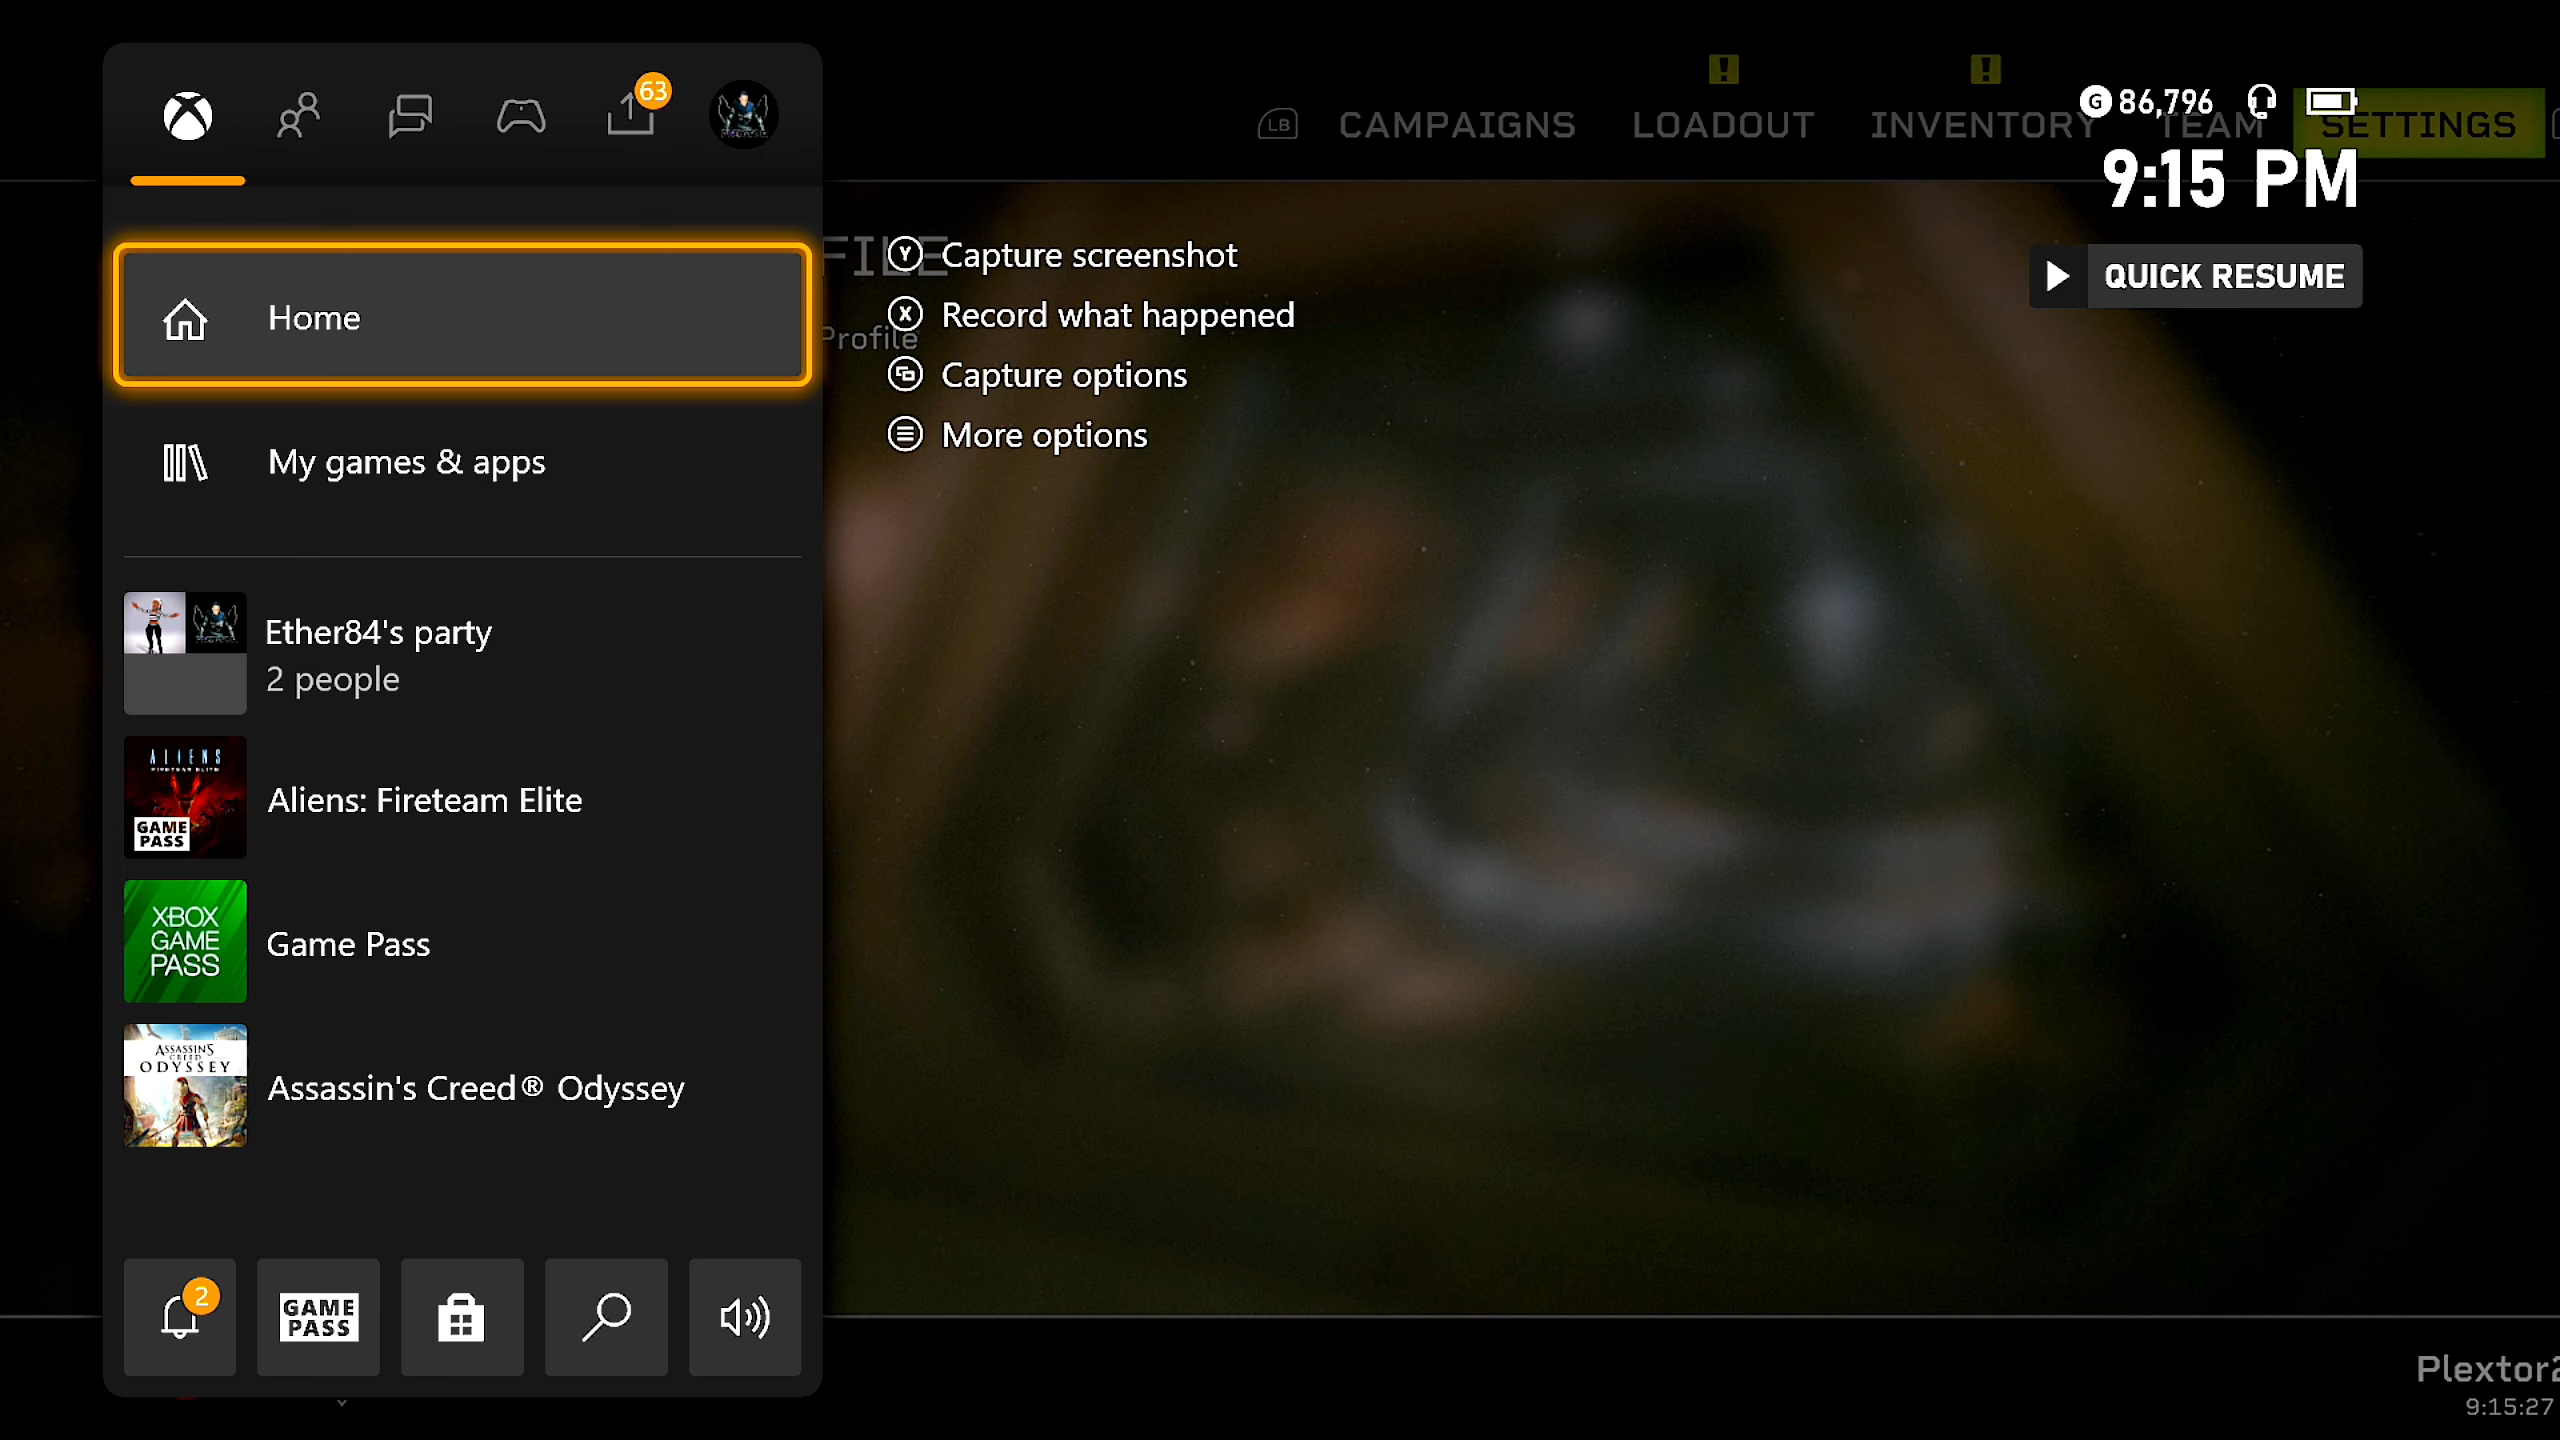 63
LB
CAMPAIGNS
LOADOUT
INVENTORY
TEAM
SETTINGS
G 86,796
9:15 PM
QUICK RESUME
Home
My games & apps
Y Capture screenshot
X Record what happened
Capture options
More options
Profile
Ether84's party
2 people
ALIENS
FIRETEAM ELITE
GAME
PASS
Aliens: Fireteam Elite
XBOX
GAME
PASS
Game Pass
ASSASSIN'S
CREED
ODYSSEY
Assassin's Creed® Odyssey
2
GAME
PASS
9:15:27